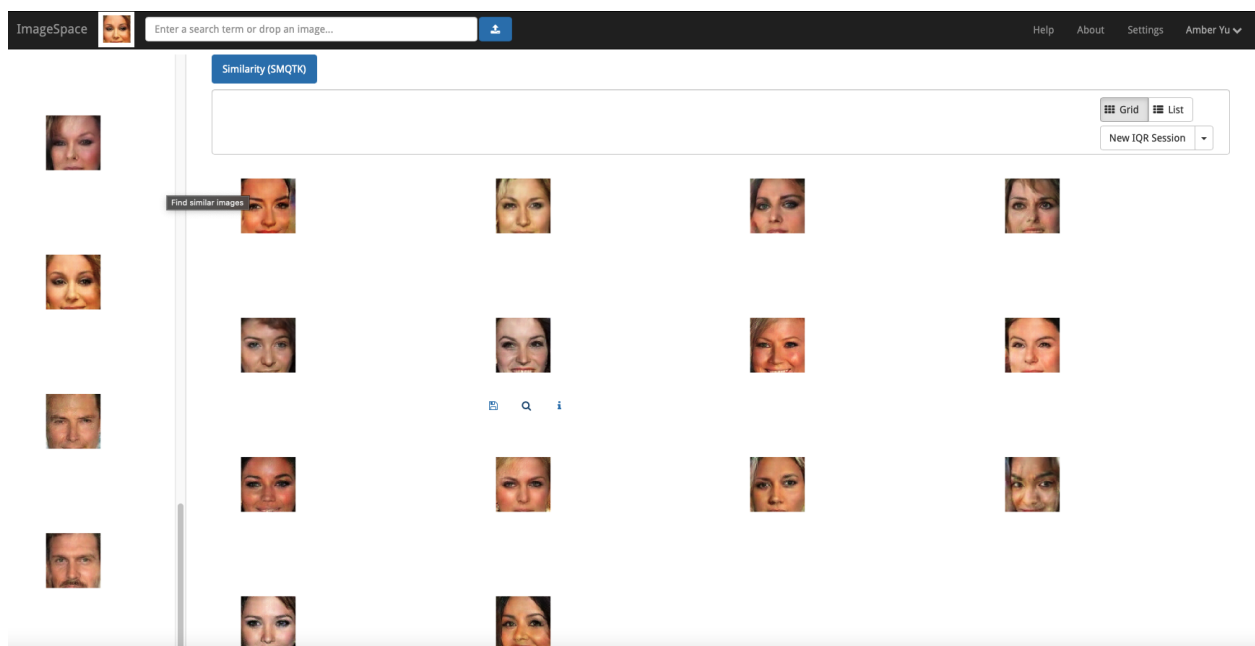 ImageSpace Enter a search term or drop an image... Help About Settings Amber Yu
Similarity (SMQTK)
Grid List
New IQR Session
Find similar images